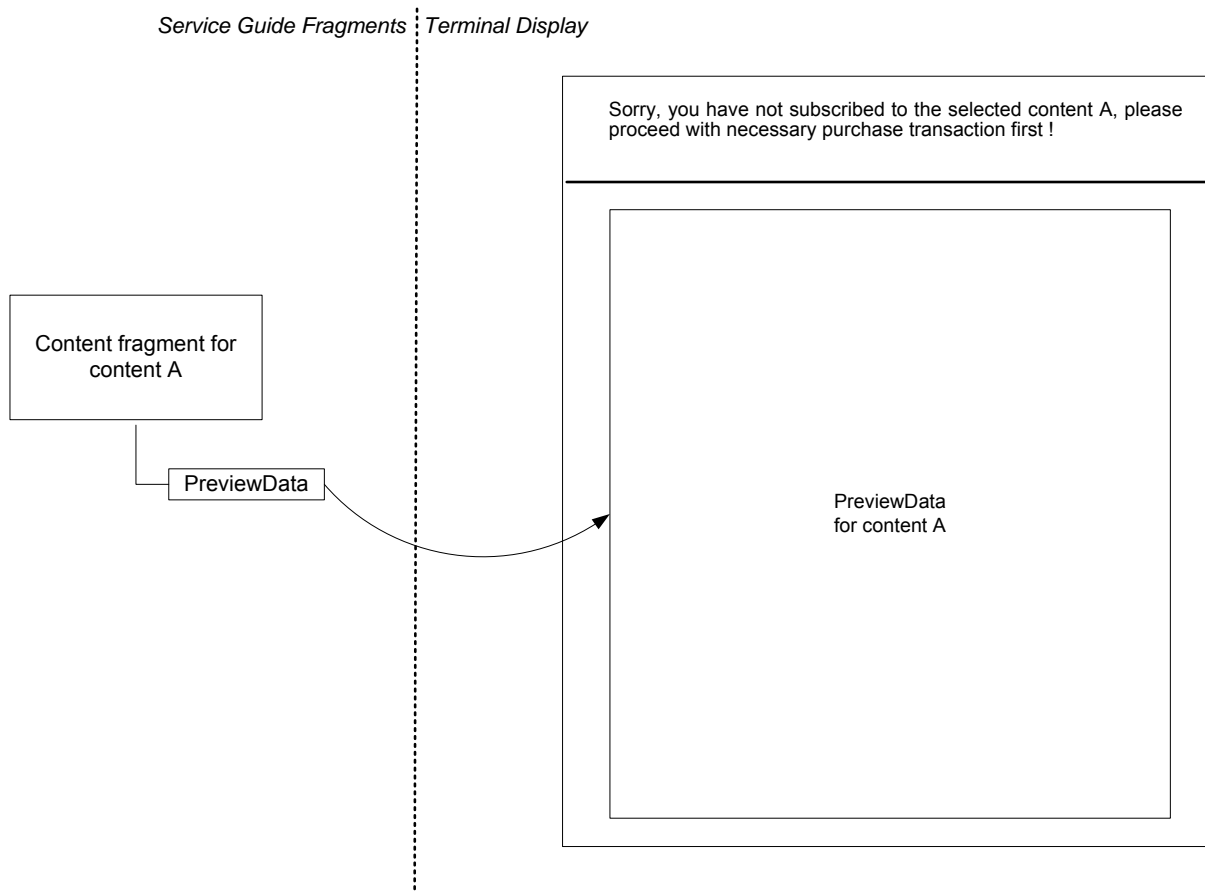 Service Guide Fragments
Terminal Display
Sorry, you have not subscribed to the selected content A, please
proceed with necessary purchase transaction first !
Content fragment for
content A
PreviewData
PreviewData
for content A